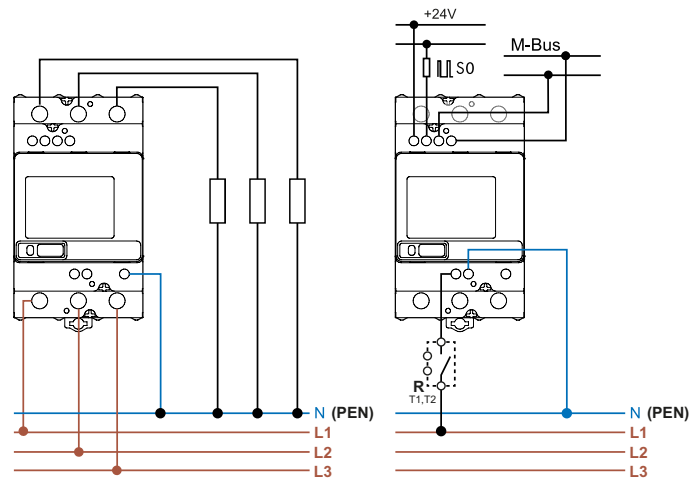 +24V
S0
M-Bus
N (PEN)
L1
L2
L3
R
T1,T2
N (PEN)
L1
L2
L3